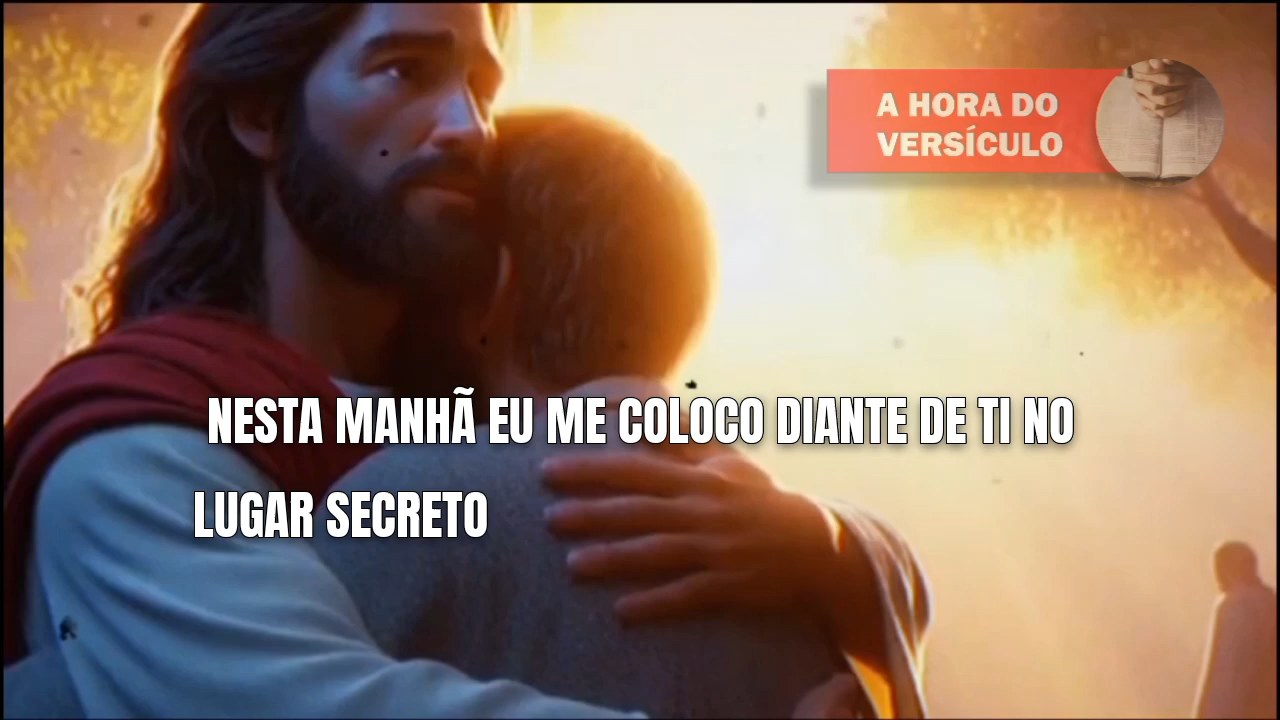 A HORA DO
VERSÍCULO
NESTA MANHÃ EU ME COLOCO DIANTE DE TI NO
LUGAR SECRETO